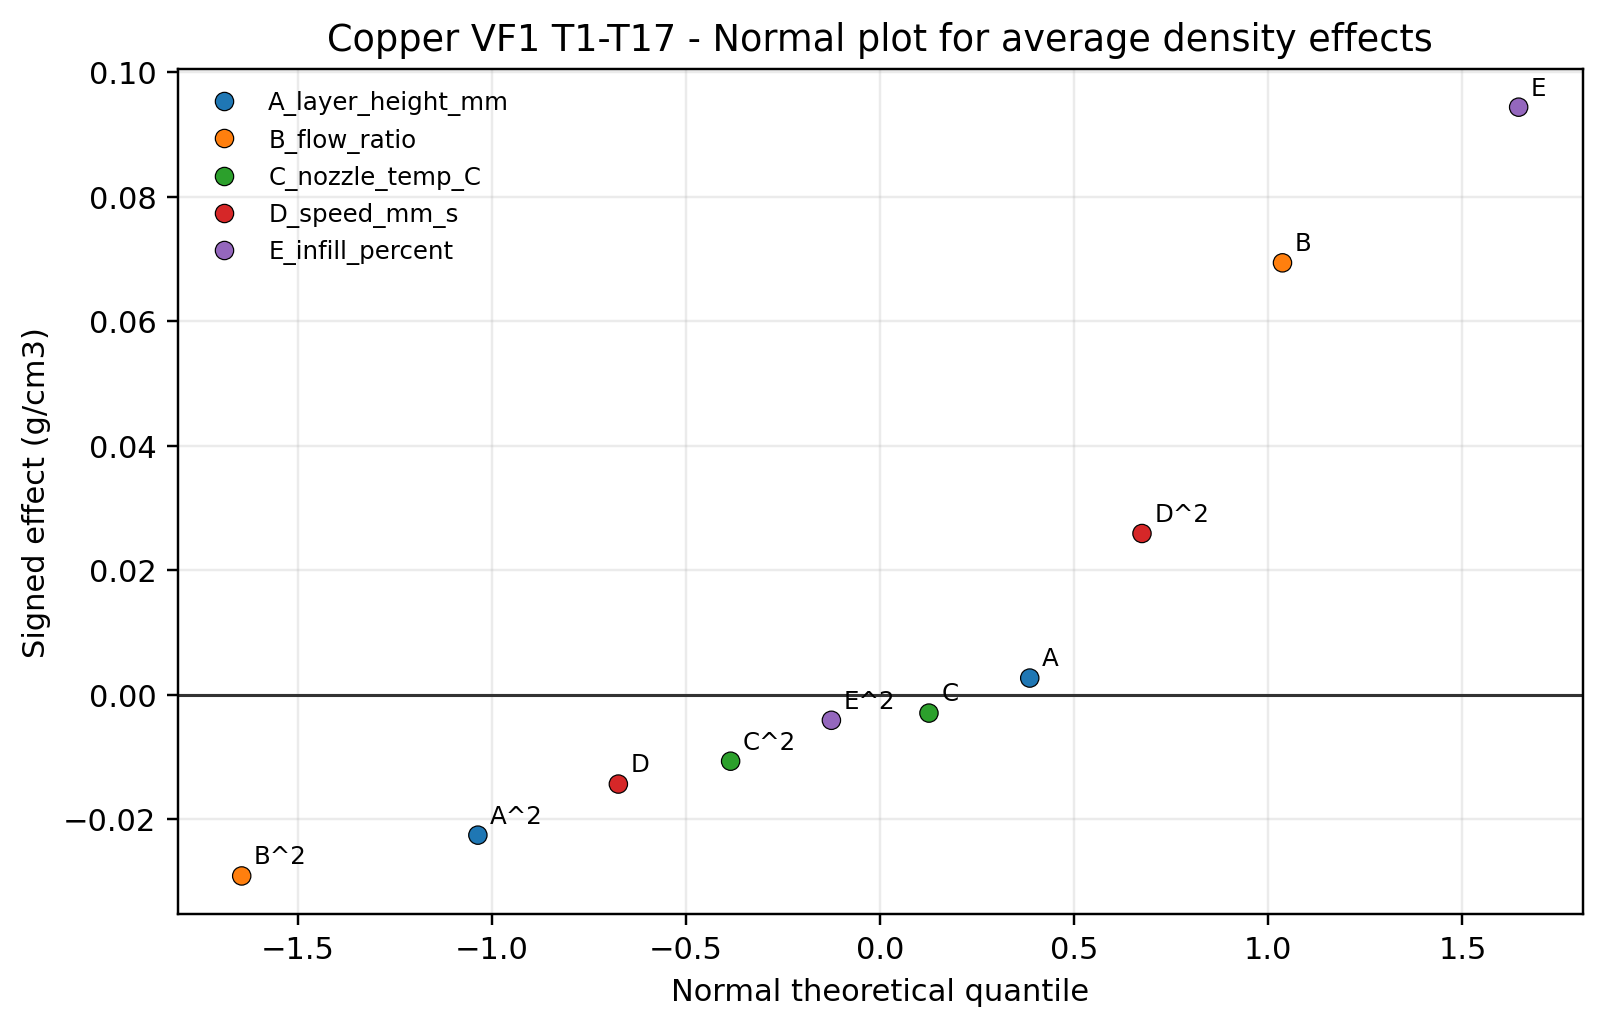 Copper VF1 T1-T17 - Normal plot for average density effects
0.10
0.08
0.06
0.04
0.02
0.00
−0.02
Signed effect (g/cm3)
A_layer_height_mm
B_flow_ratio
C_nozzle_temp_C
D_speed_mm_s
E_infill_percent
E
B
D^2
A
C
E^2
C^2
D
A^2
B^2
−1.5 −1.0 −0.5 0.0 0.5 1.0 1.5
Normal theoretical quantile